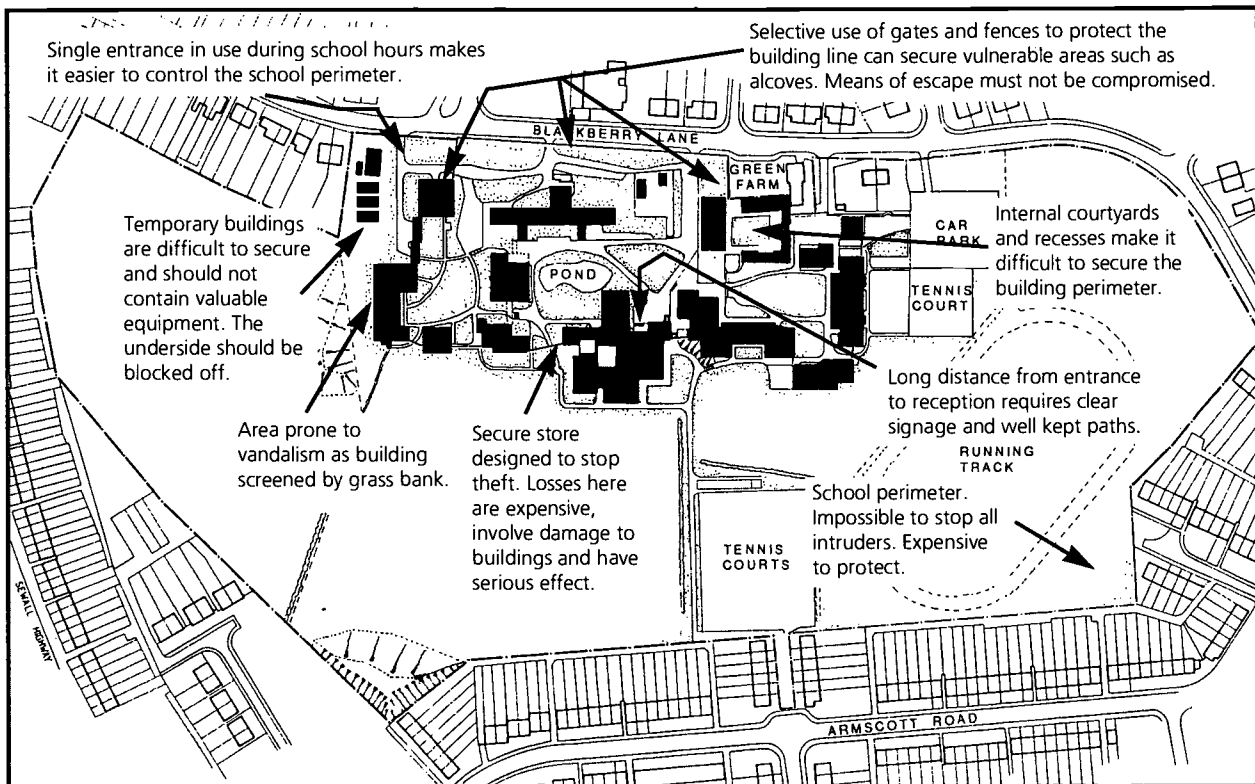 Single entrance in use during school hours makes
it easier to control the school perimeter.
Selective use of gates and fences to protect the
building line can secure vulnerable areas such as
alcoves. Means of escape must not be compromised.
BLACKBERRY LANE
GREEN
FARM
Temporary buildings
are difficult to secure
and should not
contain valuable
equipment. The
underside should be
blocked off.
POND
CAR
PARK
Internal courtyards
and recesses make it
difficult to secure the
building perimeter.
TENNIS
COURT
Long distance from entrance
to reception requires clear
signage and well kept paths.
Area prone to
vandalism as building
screened by grass bank.
Secure store
designed to stop
theft. Losses here
are expensive,
involve damage to
buildings and have
serious effect.
RUNNING
TRACK
School perimeter.
Impossible to stop all
intruders. Expensive
to protect.
TENNIS
COURTS
SEWALL HIGHWAY
ARMSCOTT ROAD